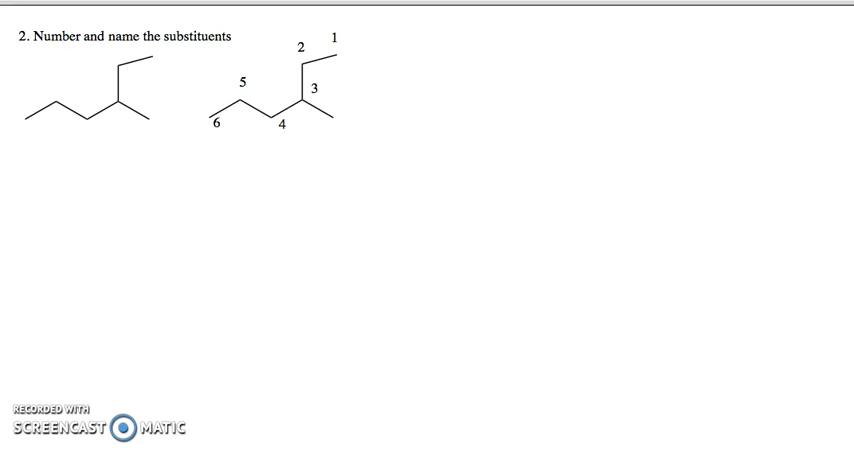 2. Number and name the substituents
1
2
3
5
4
6
RECORDED WITH
SCREENCAST MATIC